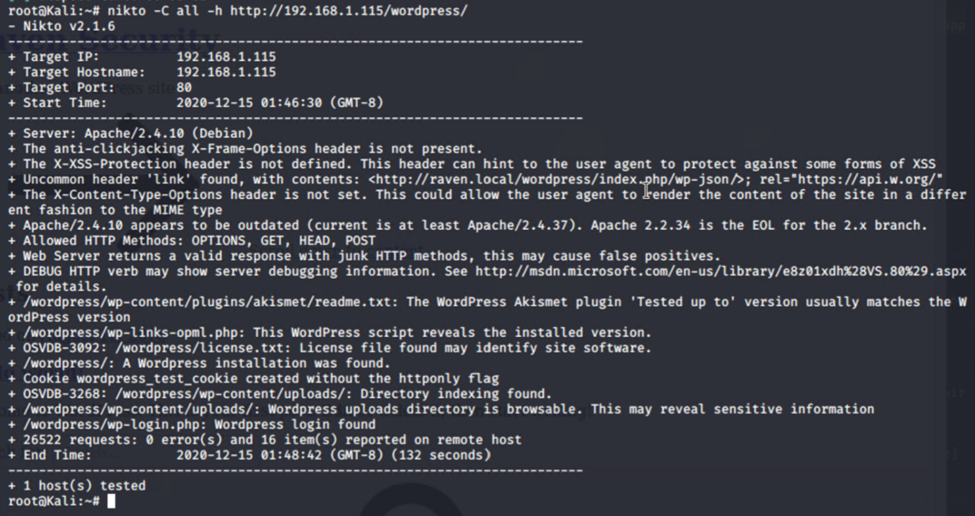 root@Kali:~# nikto -C all -h http://192.168.1.115/wordpress/
- Nikto v2.1.6
---------------------------------------------------------------------------
+ Target IP:          192.168.1.115
+ Target Hostname:    192.168.1.115
+ Target Port:        80
+ Start Time:         2020-12-15 01:46:30 (GMT-8)
---------------------------------------------------------------------------
+ Server: Apache/2.4.10 (Debian)
+ The anti-clickjacking X-Frame-Options header is not present.
+ The X-XSS-Protection header is not defined. This header can hint to the user agent to protect against some forms of XSS
+ Uncommon header 'link' found, with contents: <http://raven.local/wordpress/index.php/wp-json/>; rel="https://api.w.org/"
+ The X-Content-Type-Options header is not set. This could allow the user agent to render the content of the site in a differ
ent fashion to the MIME type
+ Apache/2.4.10 appears to be outdated (current is at least Apache/2.4.37). Apache 2.2.34 is the EOL for the 2.x branch.
+ Allowed HTTP Methods: OPTIONS, GET, HEAD, POST
+ Web Server returns a valid response with junk HTTP methods, this may cause false positives.
+ DEBUG HTTP verb may show server debugging information. See http://msdn.microsoft.com/en-us/library/e8z01xdh%28VS.80%29.aspx
 for details.
+ /wordpress/wp-content/plugins/akismet/readme.txt: The WordPress Akismet plugin 'Tested up to' version usually matches the W
ordPress version
+ /wordpress/wp-links-opml.php: This WordPress script reveals the installed version.
+ OSVDB-3092: /wordpress/license.txt: License file found may identify site software.
+ /wordpress/: A Wordpress installation was found.
+ Cookie wordpress_test_cookie created without the httponly flag
+ OSVDB-3268: /wordpress/wp-content/uploads/: Directory indexing found.
+ /wordpress/wp-content/uploads/: Wordpress uploads directory is browsable. This may reveal sensitive information
+ /wordpress/wp-login.php: Wordpress login found
+ 26522 requests: 0 error(s) and 16 item(s) reported on remote host
+ End Time:           2020-12-15 01:48:42 (GMT-8) (132 seconds)
---------------------------------------------------------------------------
+ 1 host(s) tested
root@Kali:~#